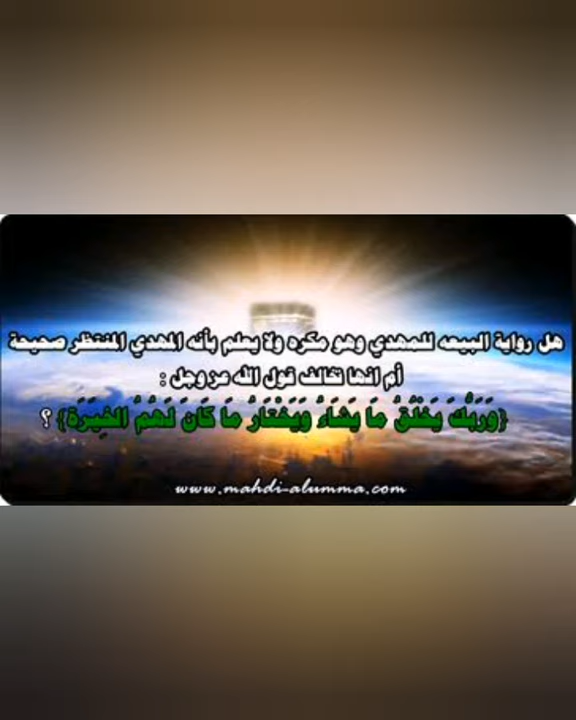 هل رواية البيعه للمهدي وهو مكره ولا يعلم بأنه المهدي المنتظر صحيحة
أم انها تخالف قول الله عز وجل :
{وَرَبُّكَ يَخْلُقُ مَا يَشَاءُ وَيَخْتَارُ مَا كَانَ لَهُمُ الْخِيَرَةُ} ؟
www.mahdi-alumma.com